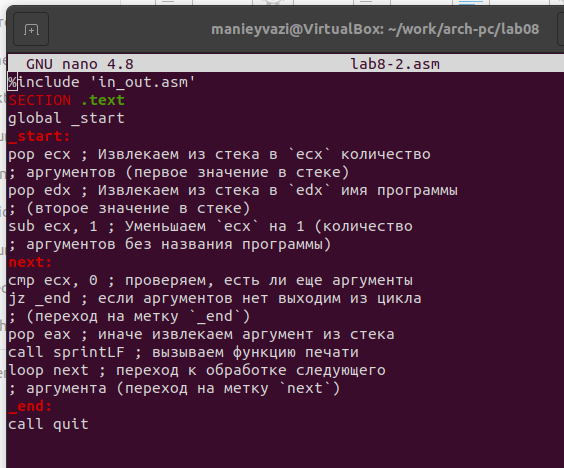 manieyvazi@VirtualBox: ~/work/arch-pc/lab08
GNU nano 4.8 lab8-2.asm
%include 'in_out.asm'
SECTION .text
global _start
_start:
pop ecx ; Извлекаем из стека в `ecx` количество
; аргументов (первое значение в стеке)
pop edx ; Извлекаем из стека в `edx` имя программы
; (второе значение в стеке)
sub ecx, 1 ; Уменьшаем `ecx` на 1 (количество
; аргументов без названия программы)
next:
cmp ecx, 0 ; проверяем, есть ли еще аргументы
jz _end ; если аргументов нет выходим из цикла
; (переход на метку `_end`)
pop eax ; иначе извлекаем аргумент из стека
call sprintLF ; вызываем функцию печати
loop next ; переход к обработке следующего
; аргумента (переход на метку `next`)
_end:
call quit